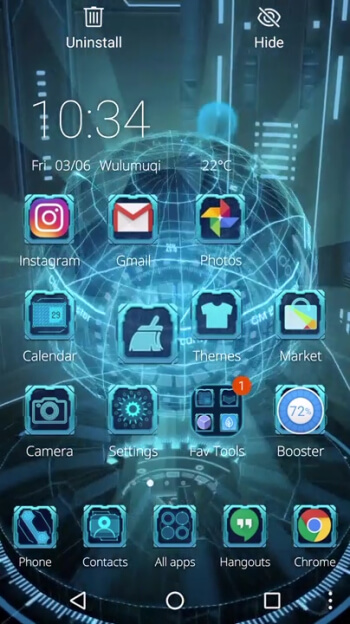 Uninstall
Hide
10:34
Fri 03/06 Wulumuqi 22°C
Instagram
Gmail
Photos
29
Calendar
Themes
Market
1
72%
Camera
Settings
Fav Tools
Booster
Phone
Contacts
All apps
Hangouts
Chrome